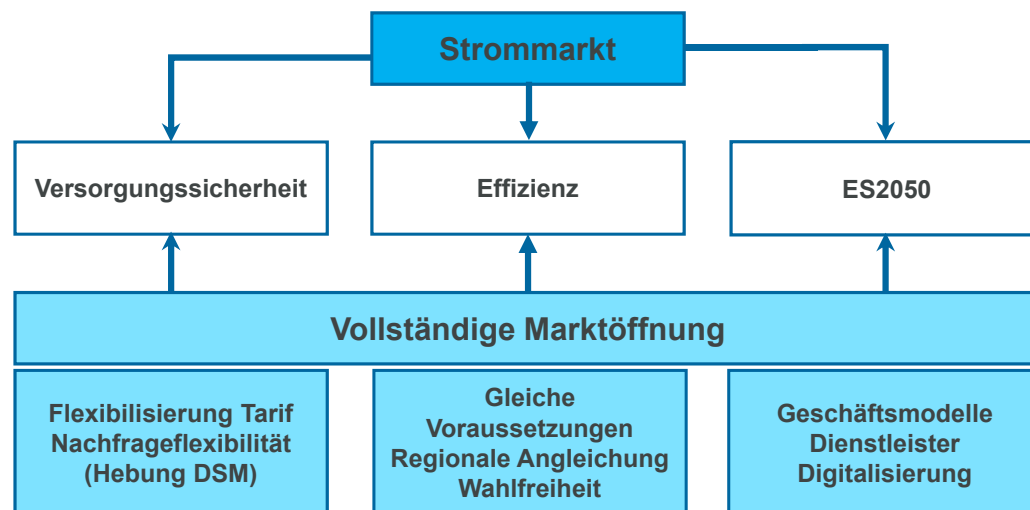 Strommarkt
Versorgungssicherheit
Effizienz
ES2050
Vollständige Marktöffnung
Flexibilisierung Tarif
Nachfrageflexibilität
(Hebung DSM)
Gleiche
Voraussetzungen
Regionale Angleichung
Wahlfreiheit
Geschäftsmodelle
Dienstleister
Digitalisierung